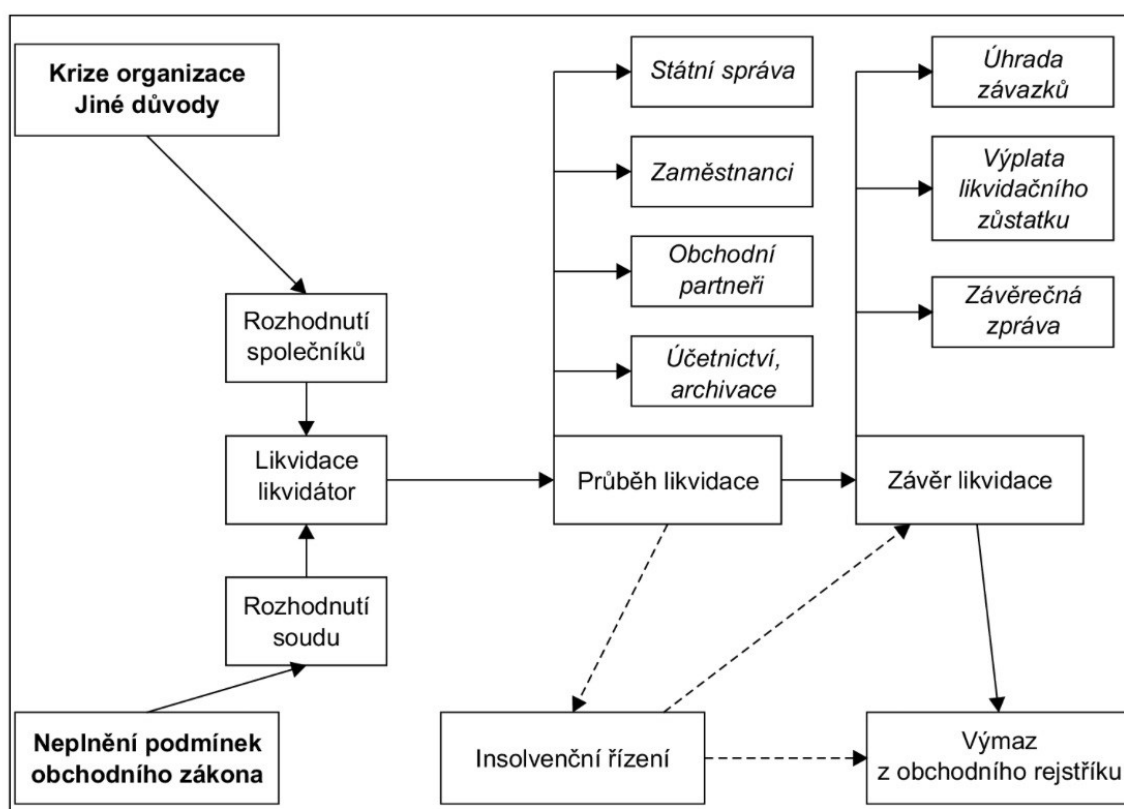 Krize organizace
Jiné důvody
Státní správa
Úhrada
závazků
Zaměstnanci
Výplata
likvidačního
zůstatku
Obchodní
partneři
Závěrečná
zpráva
Rozhodnutí
společníků
Účetnictví,
archivace
Likvidace
likvidátor
Průběh likvidace
Závěr likvidace
Rozhodnutí
soudu
Neplnění podmínek
obchodního zákona
Insolvenční řízení
Výmaz
z obchodního rejstříku